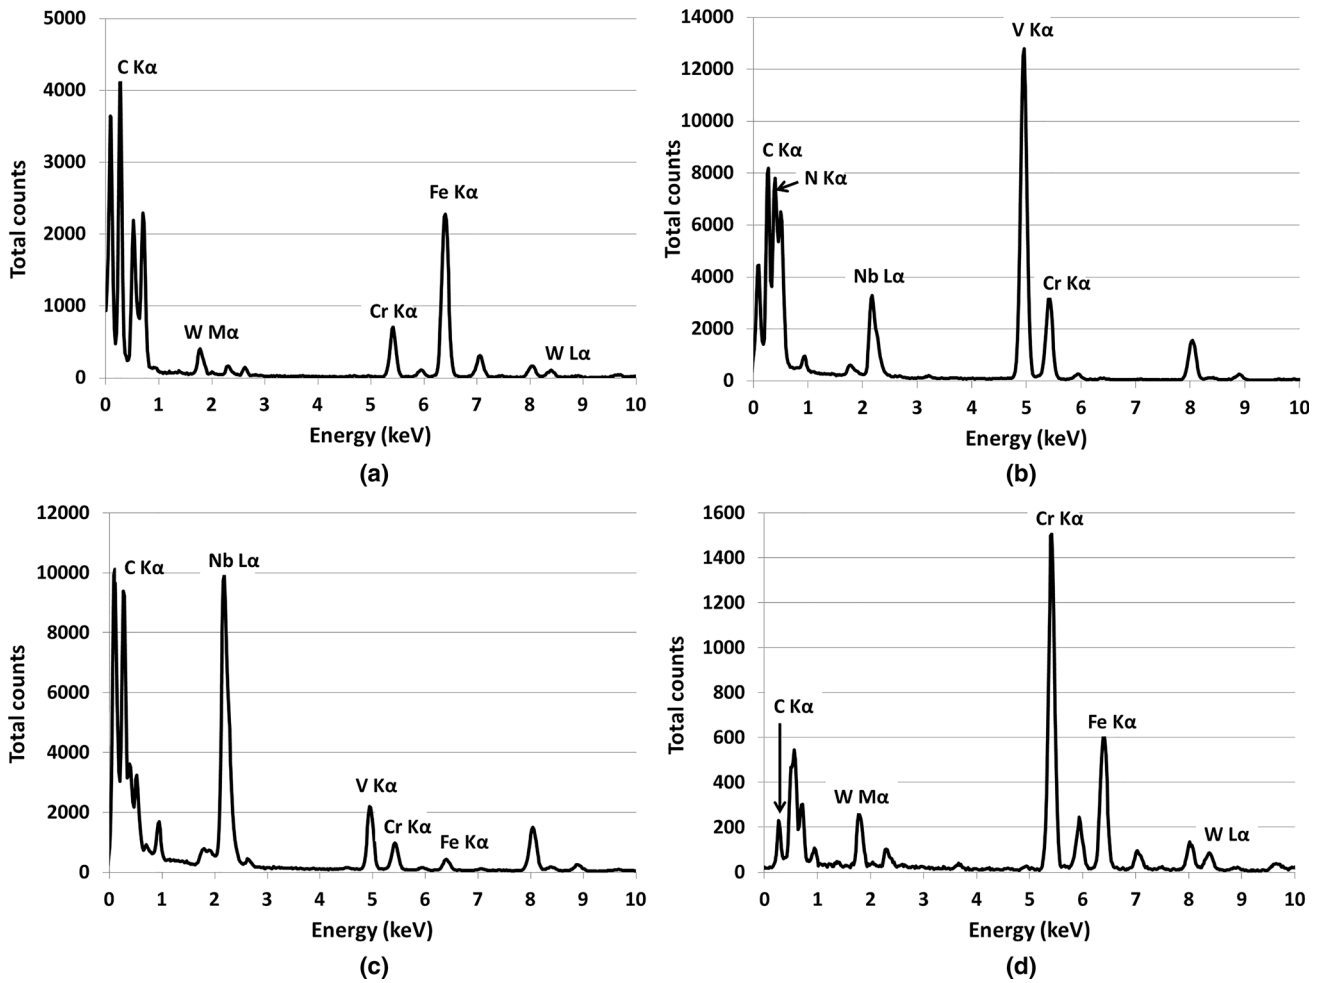 5000
4000
3000
2000
1000
0
Total counts
C Kα
W Mα
Cr Kα
Fe Kα
W Lα
0 1 2 3 4 5 6 7 8 9 10
Energy (keV)
(a)
14000
12000
10000
8000
6000
4000
2000
0
Total counts
V Kα
C Kα
N Kα
Nb Lα
Cr Kα
0 1 2 3 4 5 6 7 8 9 10
Energy (keV)
(b)
12000
10000
8000
6000
4000
2000
0
Total counts
C Kα
Nb Lα
V Kα
Cr Kα
Fe Kα
0 1 2 3 4 5 6 7 8 9 10
Energy (keV)
(c)
1600
1400
1200
1000
800
600
400
200
0
Total counts
Cr Kα
C Kα
Fe Kα
W Mα
W Lα
0 1 2 3 4 5 6 7 8 9 10
Energy (keV)
(d)